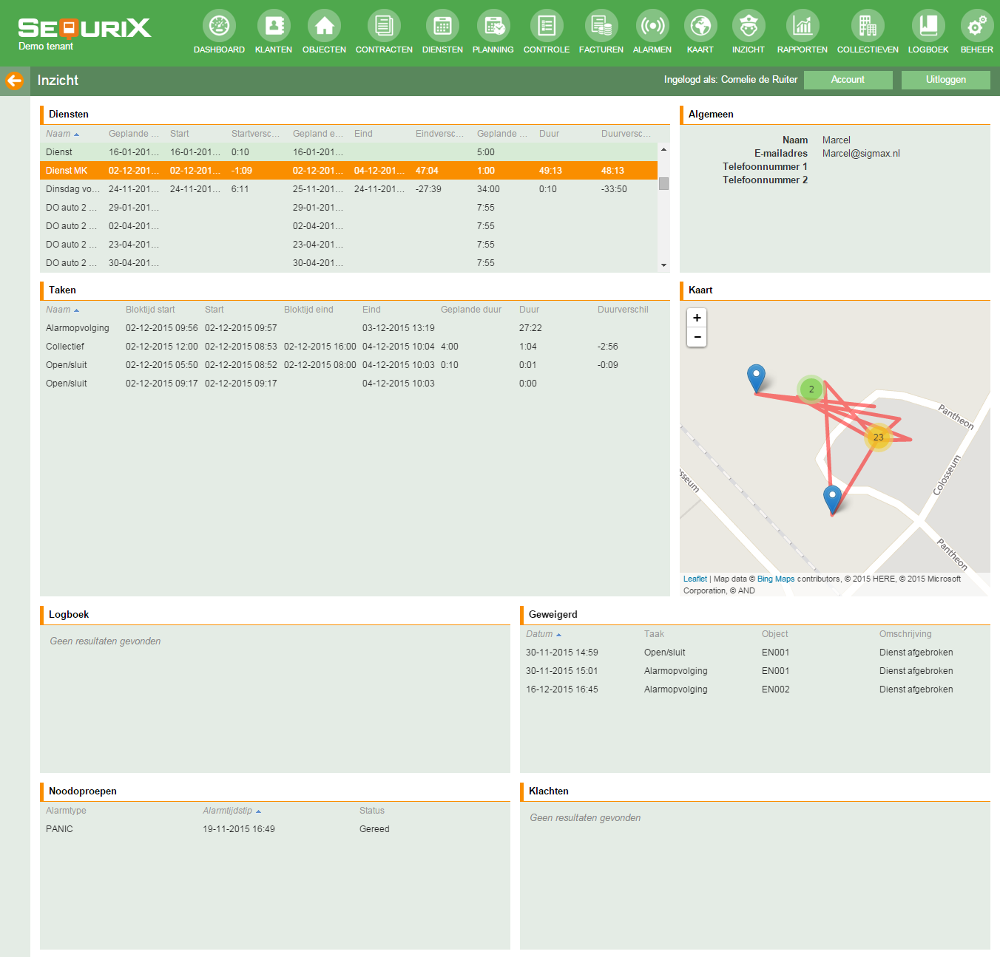 SEQURIX
Demo tenant
DASHBOARD KLANTEN OBJECTEN CONTRACTEN DIENSTEN PLANNING CONTROLE FACTUREN ALARMEN KAART INZICHT RAPPORTEN COLLECTIEVEN LOGBOEK BEHEER
Inzicht
Ingelogd als: Cornelie de Ruiter Account Uitloggen
Diensten
Naam Geplande ... Start Startversc... Gepland e... Eind Eindversc... Geplande ... Duur Duurversc...
Dienst 16-01-201... 16-01-201... 0:10 16-01-201... 5:00
Dienst MK 02-12-201... 02-12-201... -1:09 02-12-201... 04-12-201... 47:04 1:00 49:13 48:13
Dinsdag vo... 24-11-201... 24-11-201... 6:11 25-11-201... 24-11-201... -27:39 34:00 0:10 -33:50
DO auto 2 ... 29-01-201... 29-01-201... 7:55
DO auto 2 ... 02-04-201... 02-04-201... 7:55
DO auto 2 ... 23-04-201... 23-04-201... 7:55
DO auto 2 ... 30-04-201... 30-04-201... 7:55
Algemeen
Naam Marcel
E-mailadres Marcel@sigmax.nl
Telefoonnummer 1
Telefoonnummer 2
Taken
Naam Bloktijd start Start Bloktijd eind Eind Geplande duur Duur Duurverschil
Alarmopvolging 02-12-2015 09:56 02-12-2015 09:57 03-12-2015 13:19 27:22
Collectief 02-12-2015 12:00 02-12-2015 08:53 02-12-2015 16:00 04-12-2015 10:04 4:00 1:04 -2:56
Open/sluit 02-12-2015 05:50 02-12-2015 08:52 02-12-2015 08:00 04-12-2015 10:03 0:10 0:01 -0:09
Open/sluit 02-12-2015 09:17 02-12-2015 09:17 04-12-2015 10:03 0:00
Kaart
+
-
2
Pantheon
23
Colosseum
sseum
Pantheon
Leaflet | Map data © Bing Maps contributors, © 2015 HERE, © 2015 Microsoft
Corporation, © AND
Logboek
Geen resultaten gevonden
Geweigerd
Datum Taak Object Omschrijving
30-11-2015 14:59 Open/sluit EN001 Dienst afgebroken
30-11-2015 15:01 Alarmopvolging EN001 Dienst afgebroken
16-12-2015 16:45 Alarmopvolging EN002 Dienst afgebroken
Noodoproepen
Alarmtype Alarmtijdstip Status
PANIC 19-11-2015 16:49 Gereed
Klachten
Geen resultaten gevonden